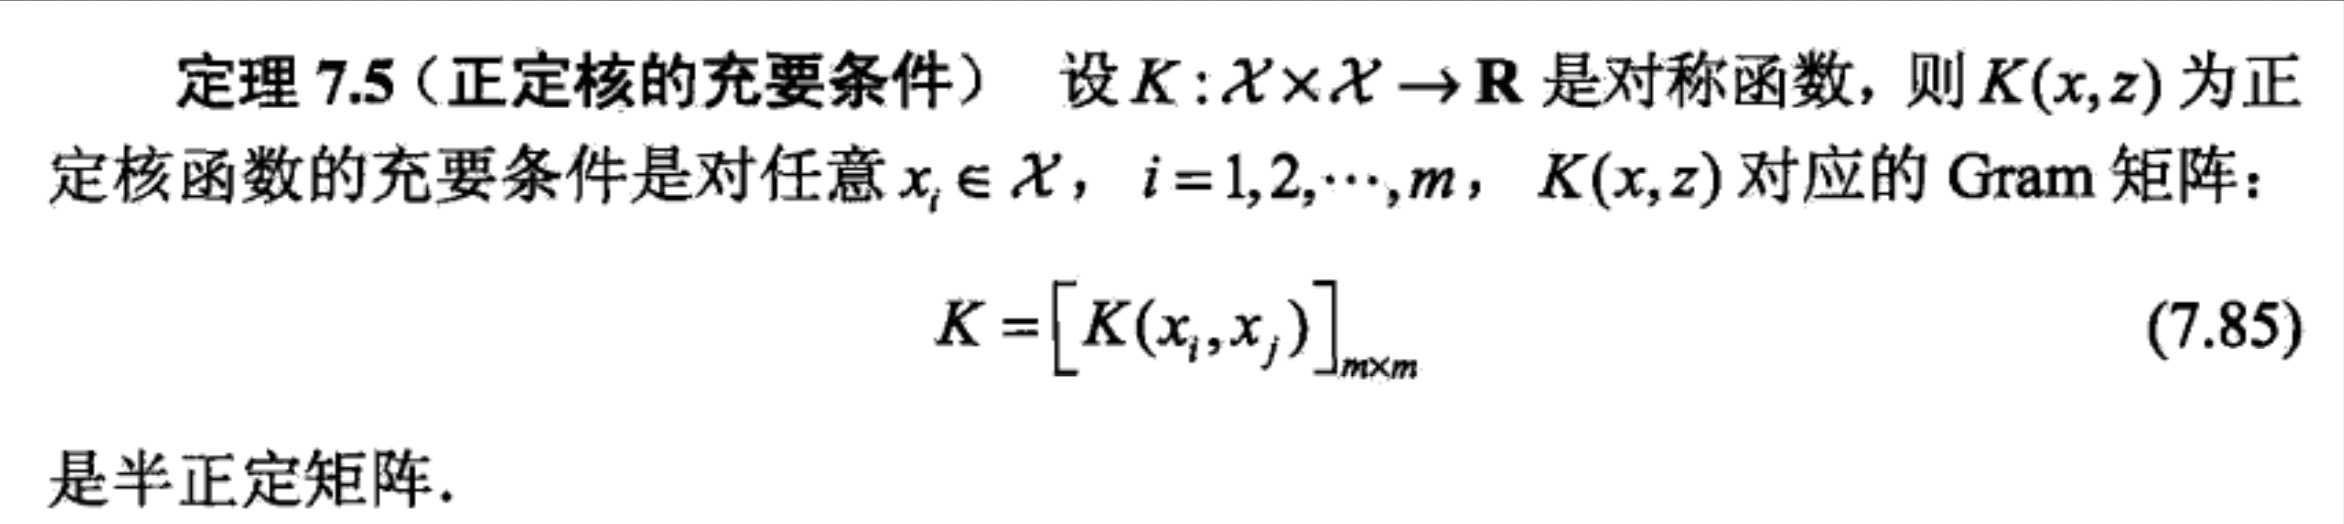 定理 7.5（正定核的充要条件） 设 K : 𝒳×𝒳 → R 是对称函数，则 K(x,z) 为正
定核函数的充要条件是对任意 xᵢ ∈ 𝒳，i=1,2,⋯,m，K(x,z) 对应的 Gram 矩阵：
K = [K(xᵢ,xⱼ)]ₘₓₘ (7.85)
是半正定矩阵.